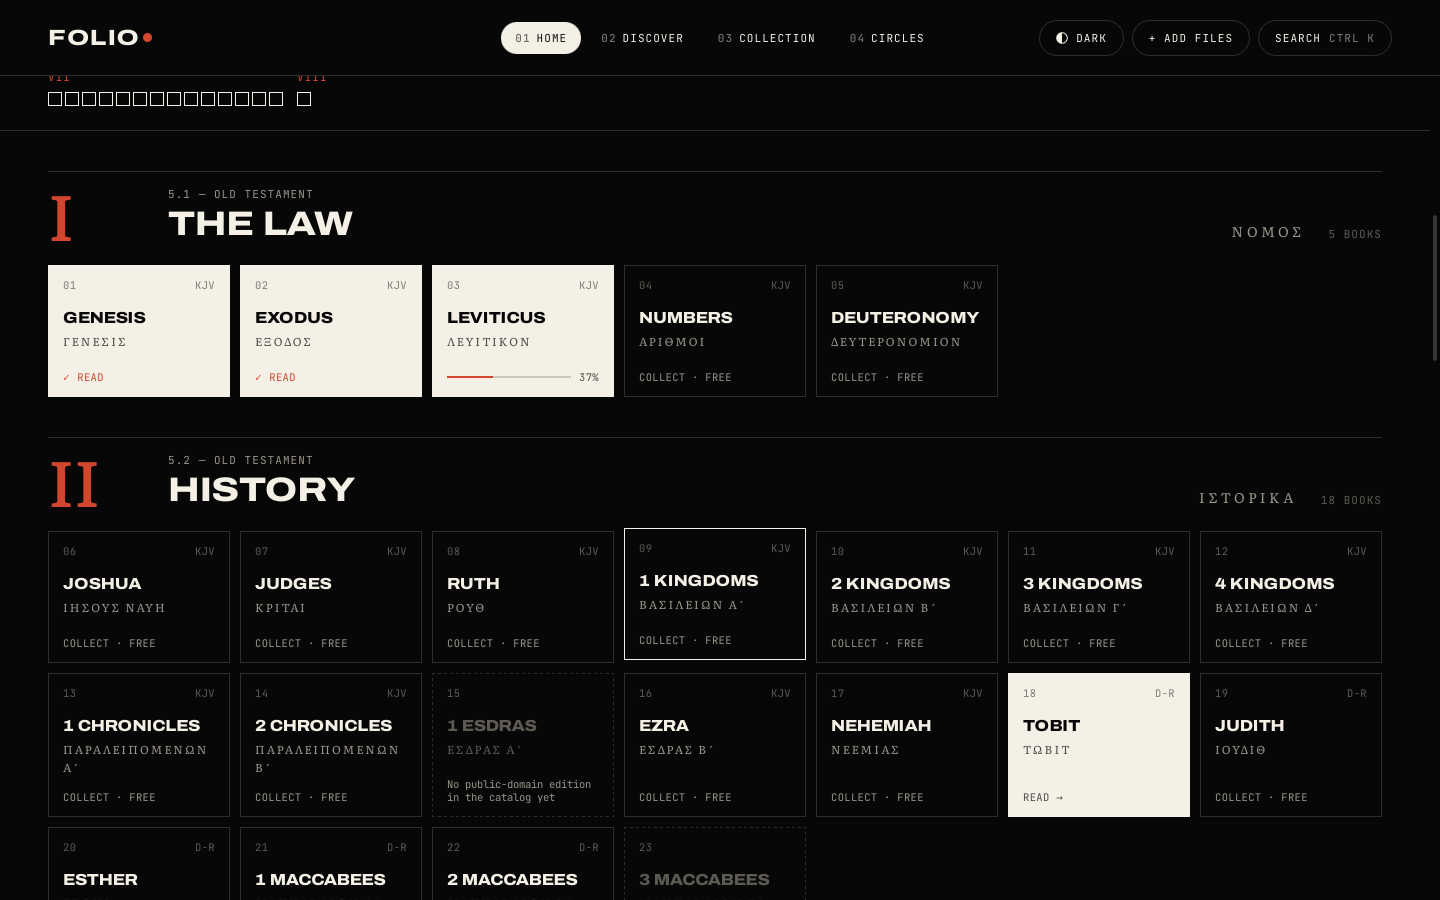 FOLIO
01 HOME 02 DISCOVER 03 COLLECTION 04 CIRCLES
DARK + ADD FILES SEARCH CTRL K
VII VIII
5.1 — OLD TESTAMENT
I THE LAW ΝΟΜΟΣ 5 BOOKS
01 KJV
GENESIS
ΓΕΝΕΣΙΣ
✓ READ
02 KJV
EXODUS
ΕΞΟΔΟΣ
✓ READ
03 KJV
LEVITICUS
ΛΕΥΙΤΙΚΟΝ
37%
04 KJV
NUMBERS
ΑΡΙΘΜΟΙ
COLLECT · FREE
05 KJV
DEUTERONOMY
ΔΕΥΤΕΡΟΝΟΜΙΟΝ
COLLECT · FREE
5.2 — OLD TESTAMENT
II HISTORY ΙΣΤΟΡΙΚΑ 18 BOOKS
06 KJV
JOSHUA
ΙΗΣΟΥΣ ΝΑΥΗ
COLLECT · FREE
07 KJV
JUDGES
ΚΡΙΤΑΙ
COLLECT · FREE
08 KJV
RUTH
ΡΟΥΘ
COLLECT · FREE
09 KJV
1 KINGDOMS
ΒΑΣΙΛΕΙΩΝ Αʹ
COLLECT · FREE
10 KJV
2 KINGDOMS
ΒΑΣΙΛΕΙΩΝ Βʹ
COLLECT · FREE
11 KJV
3 KINGDOMS
ΒΑΣΙΛΕΙΩΝ Γʹ
COLLECT · FREE
12 KJV
4 KINGDOMS
ΒΑΣΙΛΕΙΩΝ Δʹ
COLLECT · FREE
13 KJV
1 CHRONICLES
ΠΑΡΑΛΕΙΠΟΜΕΝΩΝ
Αʹ
COLLECT · FREE
14 KJV
2 CHRONICLES
ΠΑΡΑΛΕΙΠΟΜΕΝΩΝ
Βʹ
COLLECT · FREE
15
1 ESDRAS
ΕΣΔΡΑΣ Αʹ
No public-domain edition
in the catalog yet
16 KJV
EZRA
ΕΣΔΡΑΣ Βʹ
COLLECT · FREE
17 KJV
NEHEMIAH
ΝΕΕΜΙΑΣ
COLLECT · FREE
18 D-R
TOBIT
ΤΩΒΙΤ
READ →
19 D-R
JUDITH
ΙΟΥΔΙΘ
COLLECT · FREE
20 D-R
ESTHER
21 D-R
1 MACCABEES
22 D-R
2 MACCABEES
23
3 MACCABEES